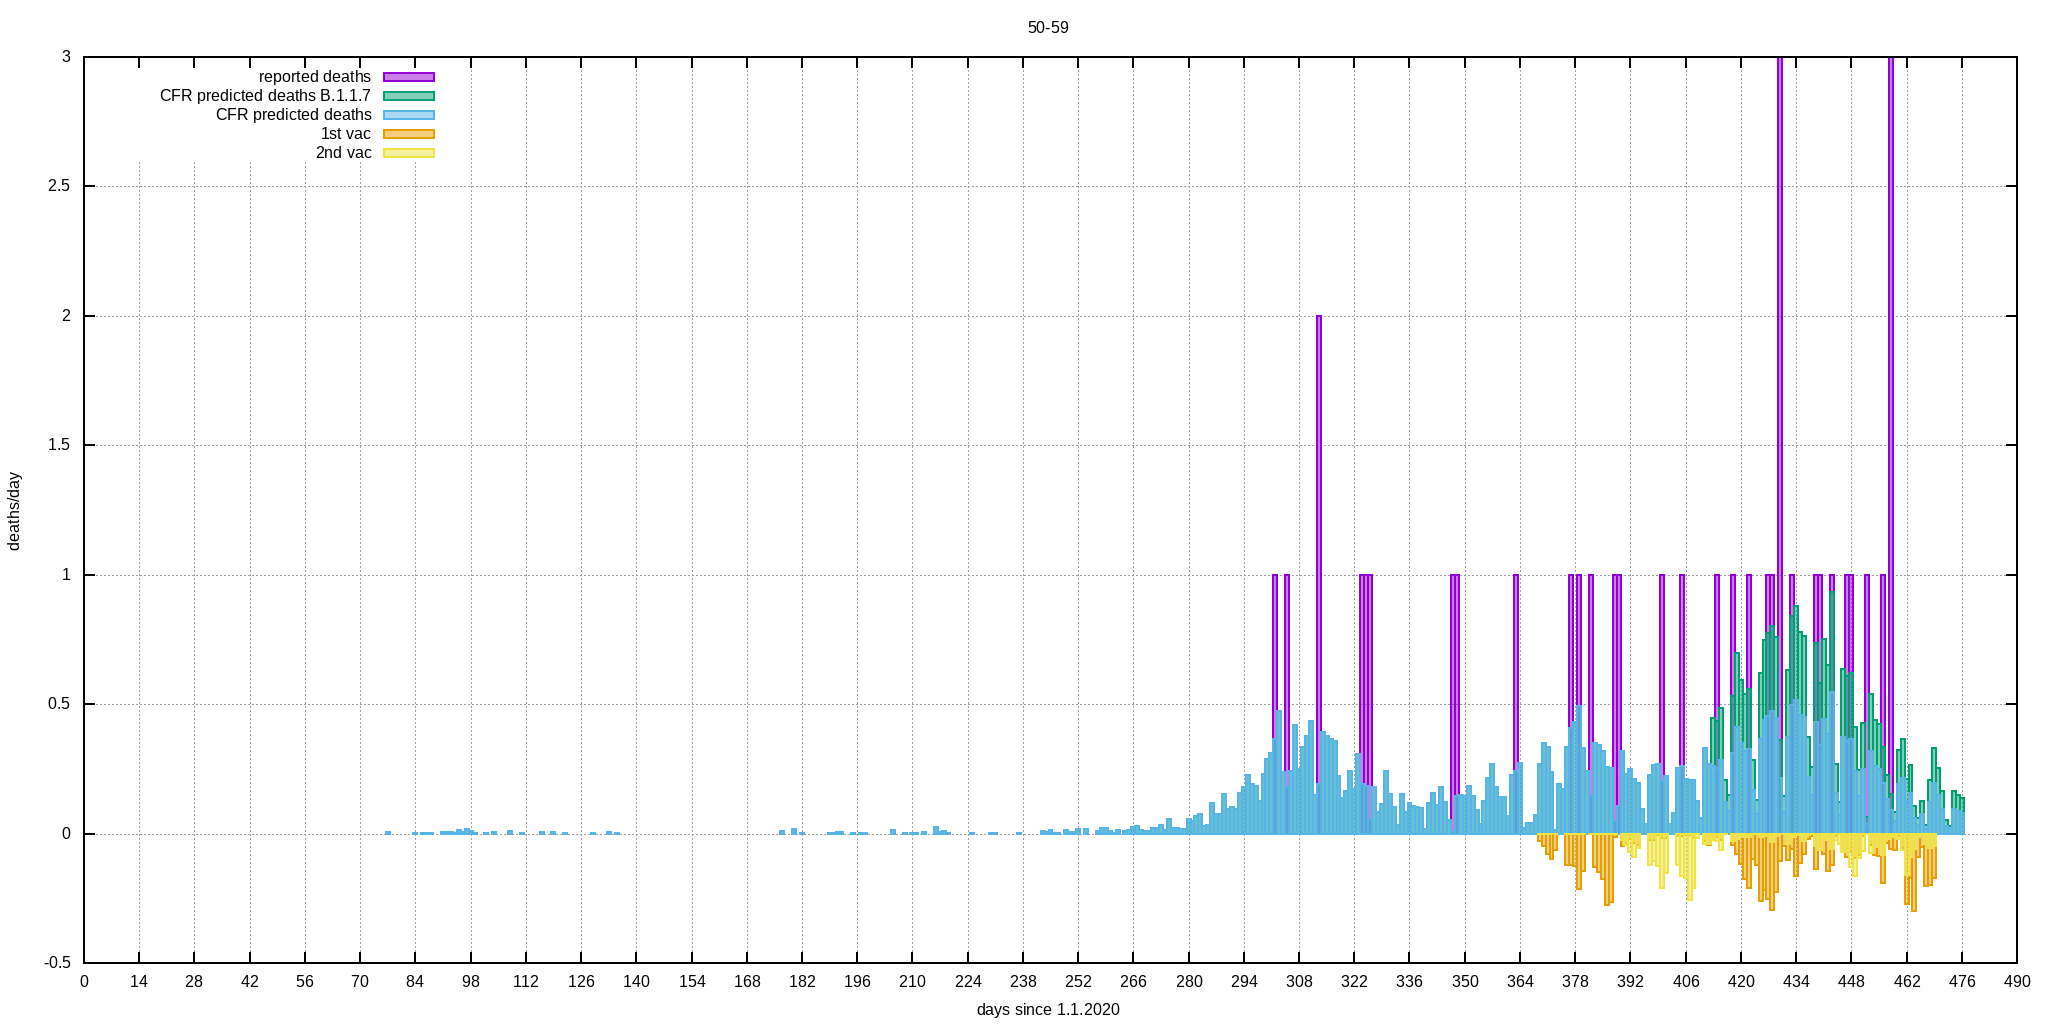 50-59
reported deaths
CFR predicted deaths B.1.1.7
CFR predicted deaths
1st vac
2nd vac
3
2.5
2
1.5
1
0.5
0
-0.5
deaths/day
0 14 28 42 56 70 84 98 112 126 140 154 168 182 196 210 224 238 252 266 280 294 308 322 336 350 364 378 392 406 420 434 448 462 476 490
days since 1.1.2020